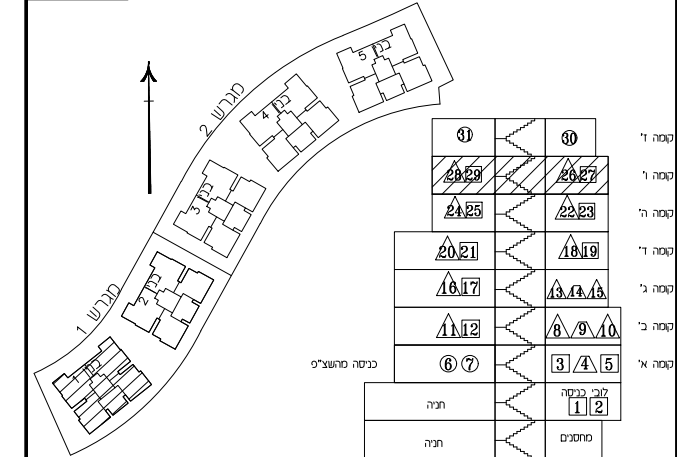 בנין 5
בנין 4
מגרש 2
בנין 3
בנין 2
מגרש 1
31 30 קומה ז'
28 29 26 27 קומה ו'
24 25 22 23 קומה ה'
20 21 18 19 קומה ד'
16 17 13 14 15 קומה ג'
11 12 8 9 10 קומה ב'
כניסה מהשצ"פ 6 7 3 4 5 קומה א'
לובי כניסה
חניה 1 2
חניה מחסנים